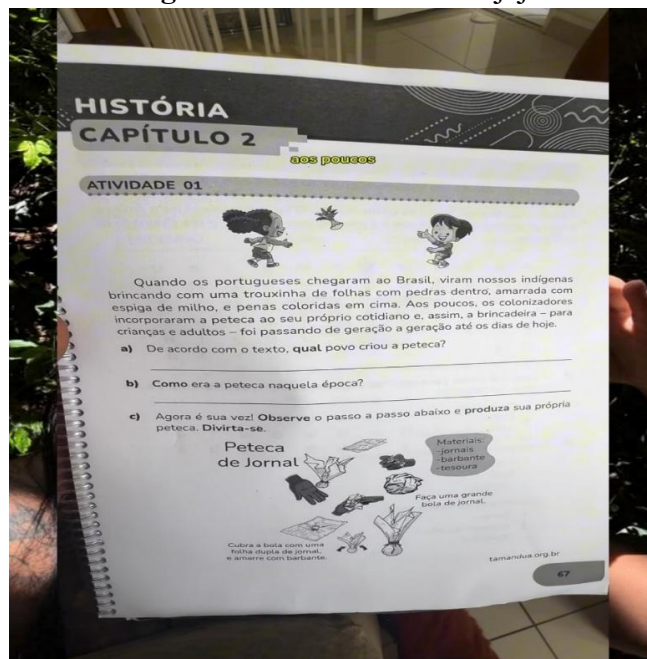 HISTÓRIA
CAPÍTULO 2
aos poucos
ATIVIDADE 01
Quando os portugueses chegaram ao Brasil, viram nossos indígenas
brincando com uma trouxinha de folhas com pedras dentro, amarrada com
espiga de milho, e penas coloridas em cima. Aos poucos, os colonizadores
incorporaram a peteca ao seu próprio cotidiano e, assim, a brincadeira – para
crianças e adultos – foi passando de geração a geração até os dias de hoje.
a) De acordo com o texto, qual povo criou a peteca?
b) Como era a peteca naquela época?
c) Agora é sua vez! Observe o passo a passo abaixo e produza sua própria
peteca. Divirta-se.
Peteca
de Jornal
Materiais:
-jornais
-barbante
-tesoura
Faça uma grande
bola de jornal.
Cubra a bola com uma
folha dupla de jornal,
e amarre com barbante.
tamandua.org.br
67